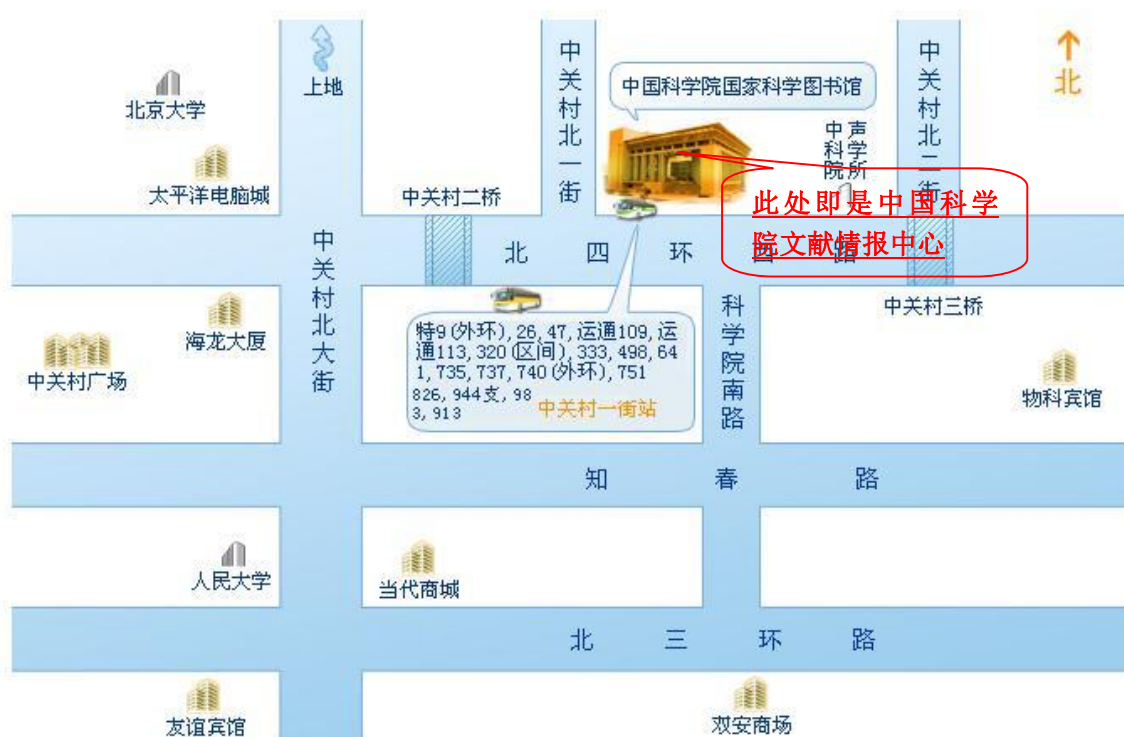 上地
北京大学
太平洋电脑城
中关村二桥
中关村北一街
中国科学院国家科学图书馆
中科院
声学所
中关村北二街
北
此处即是中国科学
院文献情报中心
北四环西路
中关村北大街
海龙大厦
中关村广场
特9(外环),26,47,运通109,运
通113,320(区间),333,498,64
1,735,737,740(外环),751
826,944支,98
3,913
中关村一街站
科学院南路
中关村三桥
物科宾馆
知春路
人民大学
当代商城
北三环路
友谊宾馆
双安商场